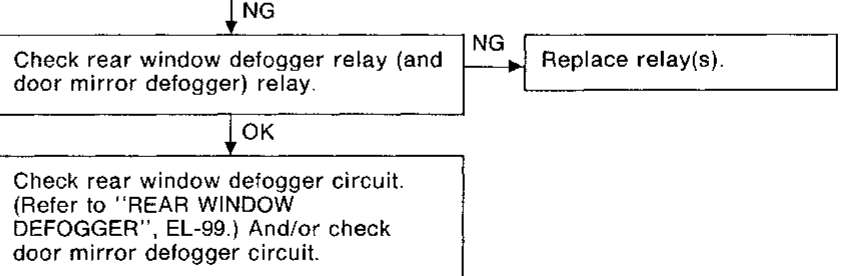 NG
Check rear window defogger relay (and
door mirror defogger) relay.
NG
Replace relay(s).
OK
Check rear window defogger circuit.
(Refer to "REAR WINDOW
DEFOGGER", EL-99.) And/or check
door mirror defogger circuit.